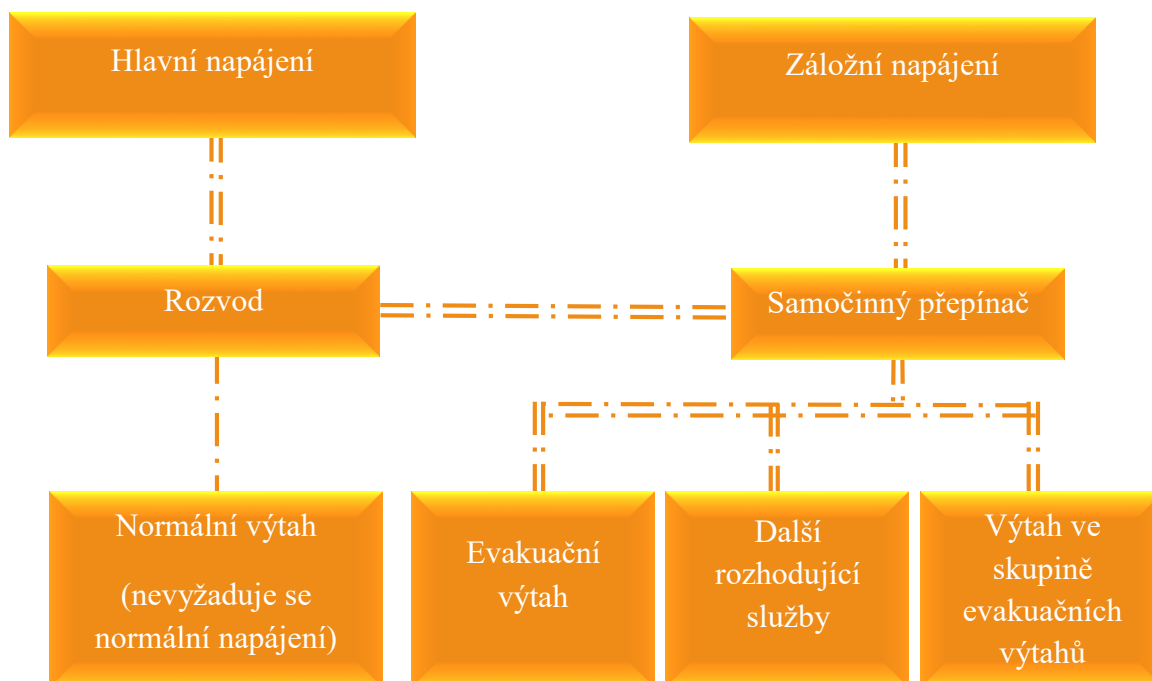 Hlavní napájení
Záložní napájení
Rozvod
Samočinný přepínač
Normální výtah
(nevyžaduje se
normální napájení)
Evakuační
výtah
Další
rozhodující
služby
Výtah ve
skupině
evakuačních
výtahů